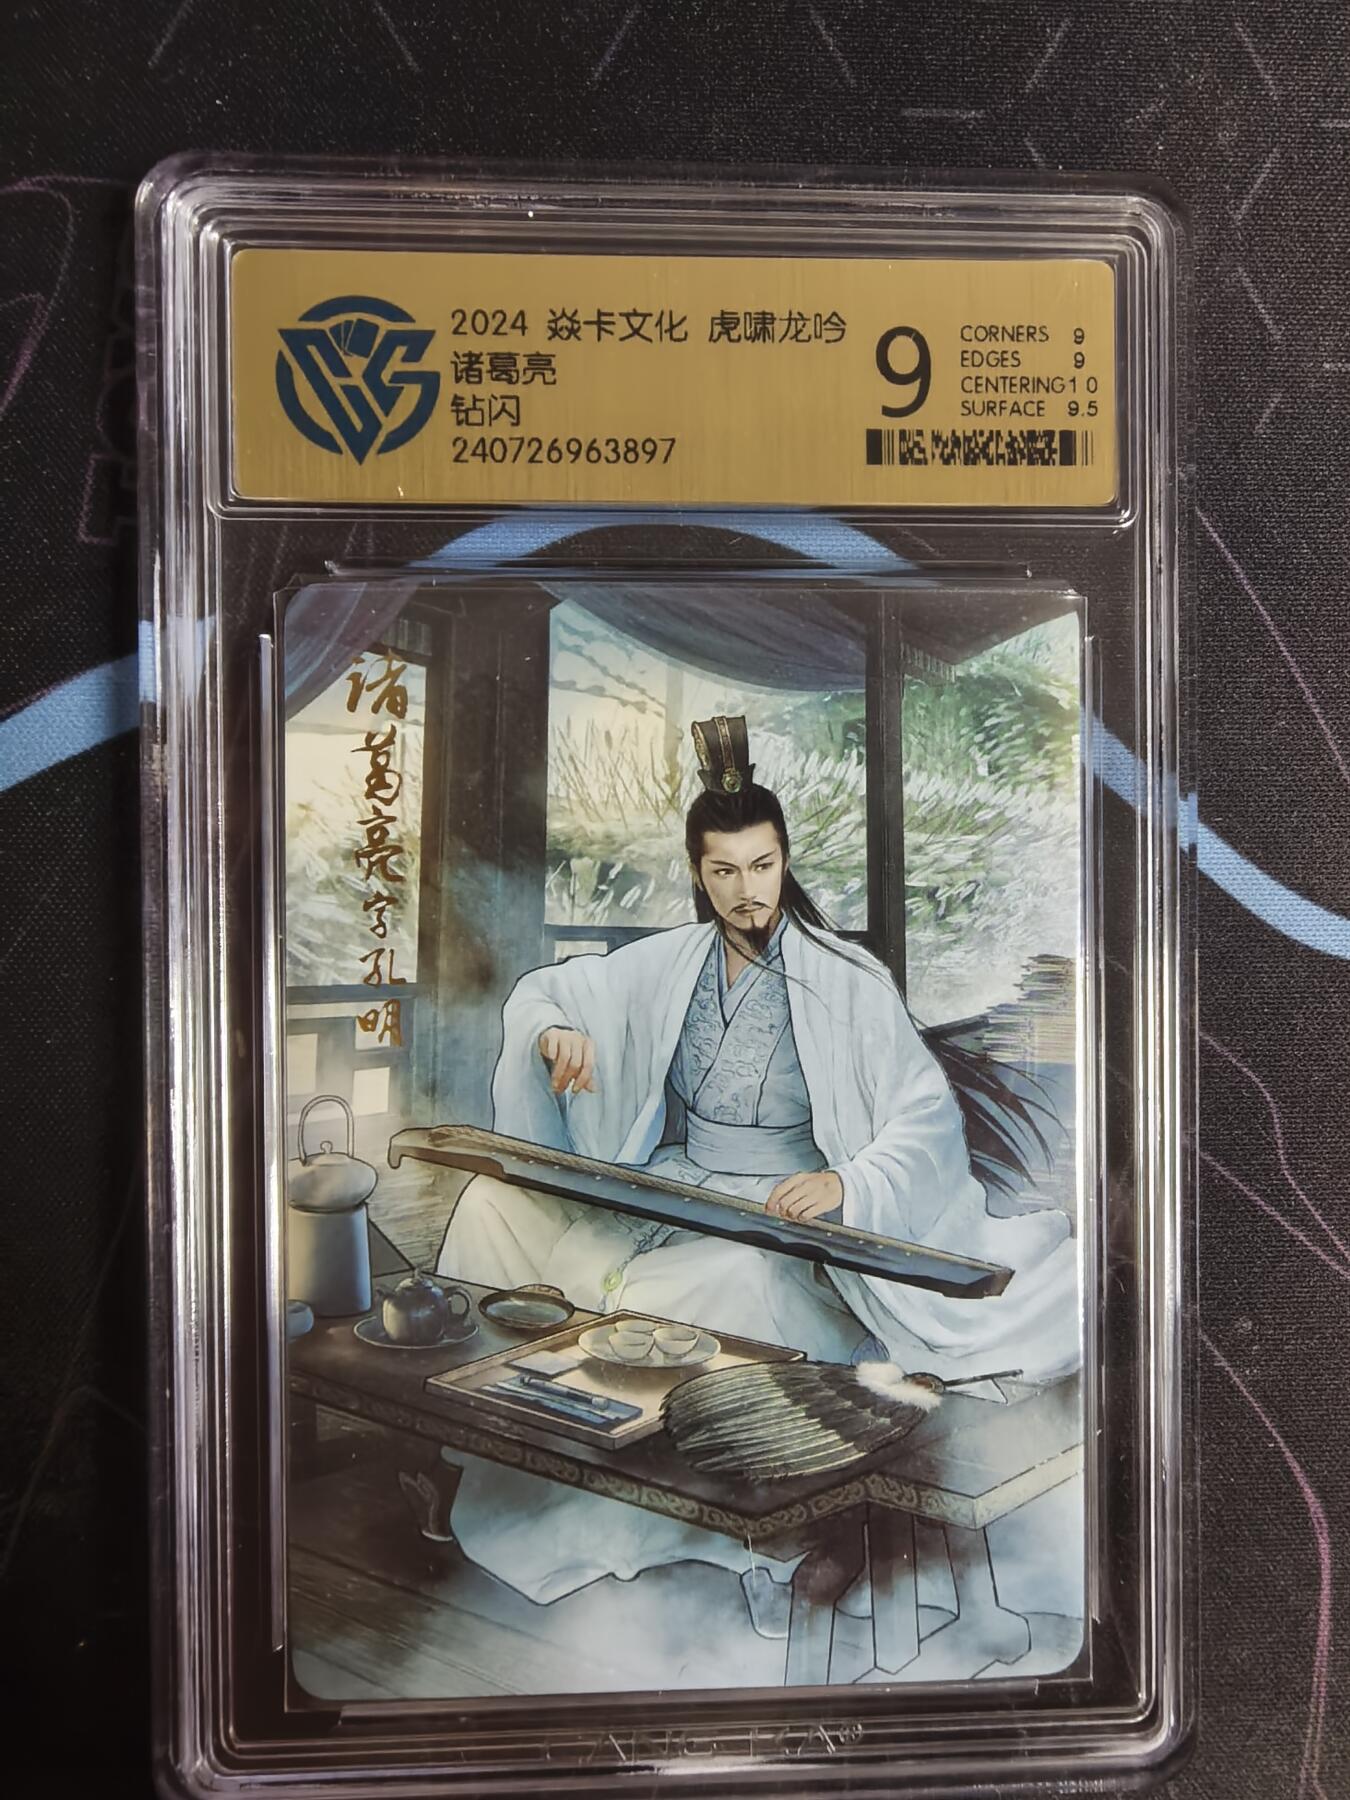 2024 焱卡文化 虎啸龙吟
诸葛亮
钻闪
240726963897
9
CORNERS 9
EDGES 9
CENTERING 10
SURFACE 9.5
诸葛亮字孔明